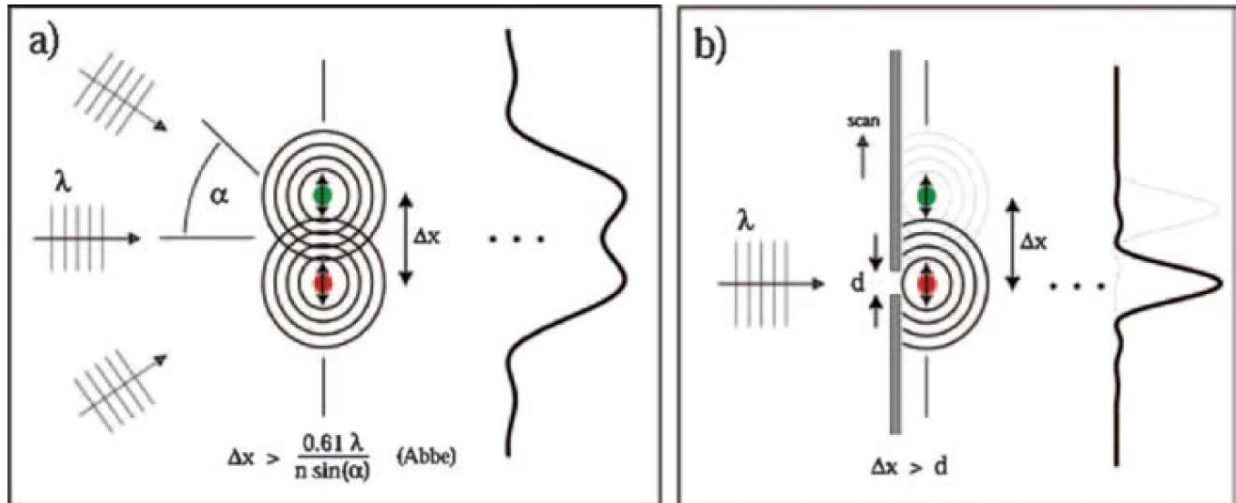 a)
λ
α
Δx
. . .
Δx > 0.61 λ / n sin(α) (Abbe)
b)
scan
λ
d
Δx
. . .
Δx > d